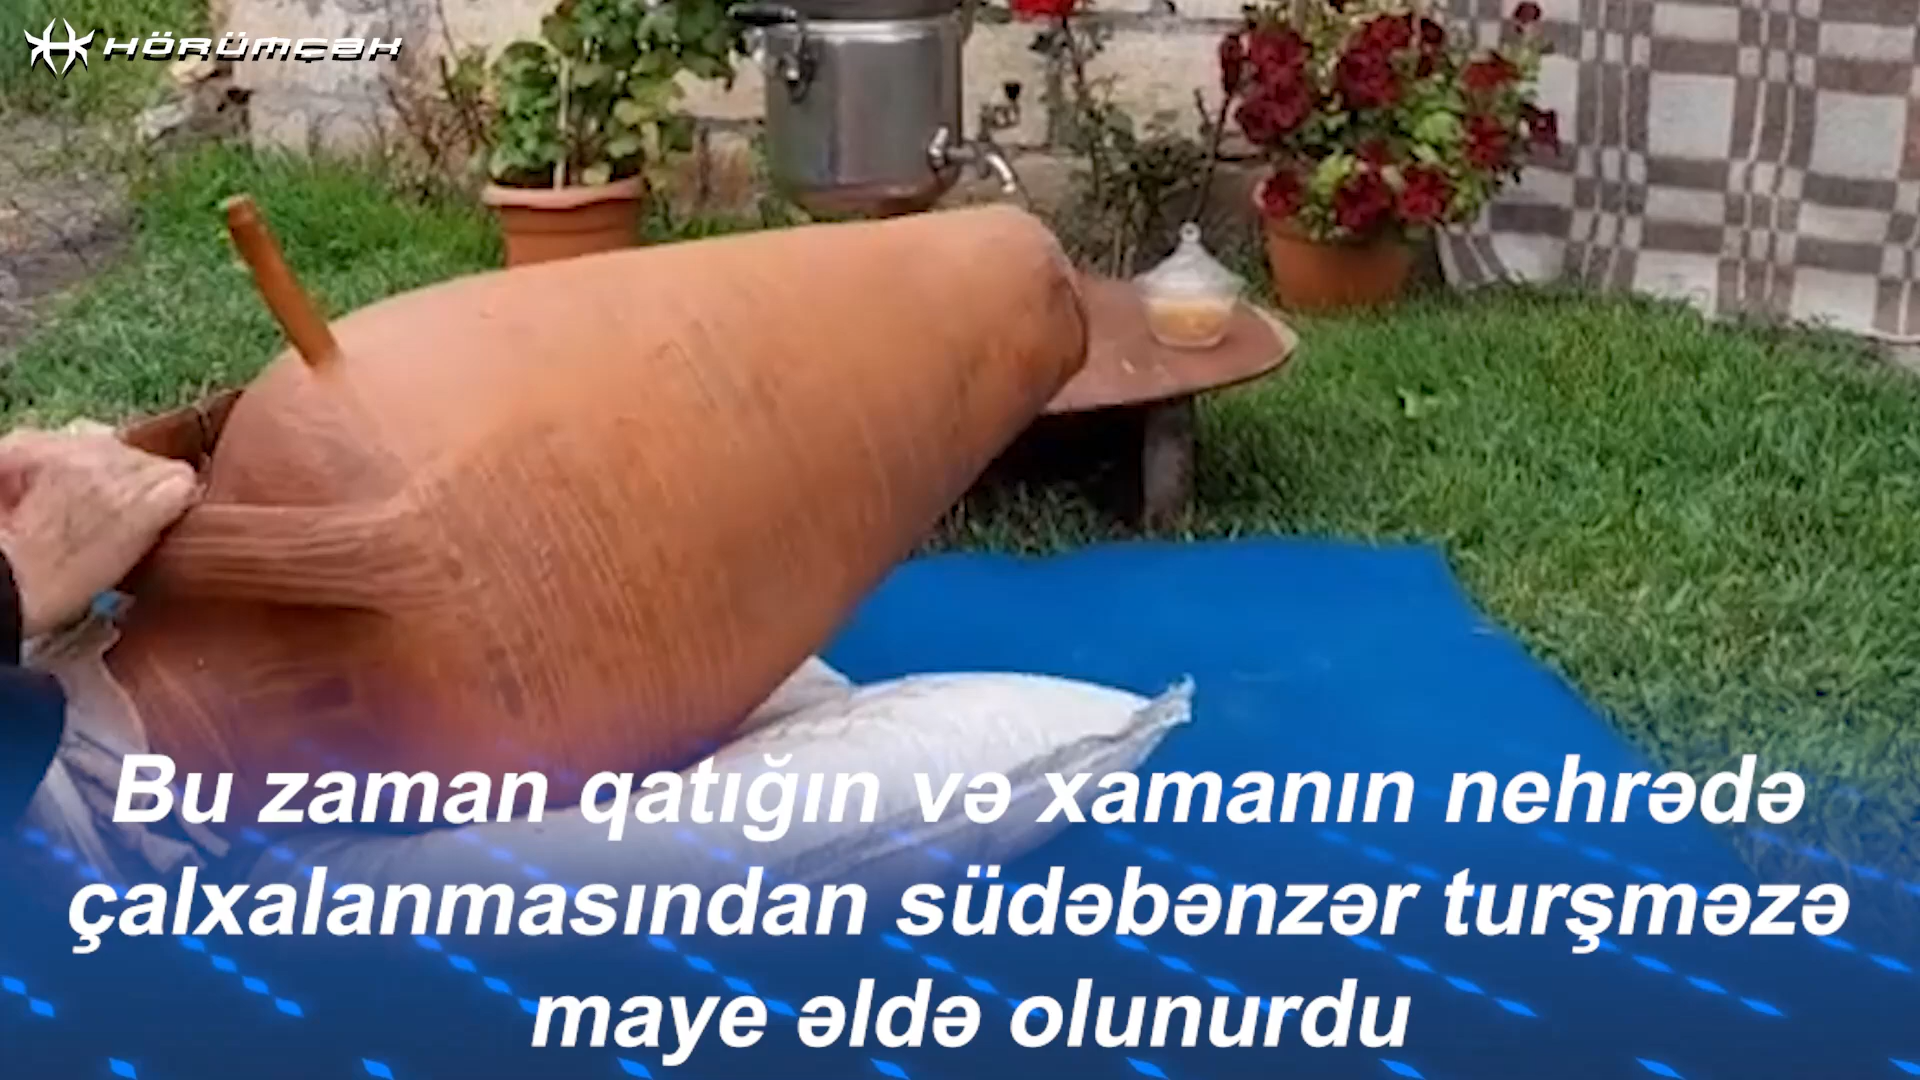 HÖRÜMÇƏK
Bu zaman qatığın və xamanın nehrədə
çalxalanmasından südəbənzər turşməzə
maye əldə olunurdu